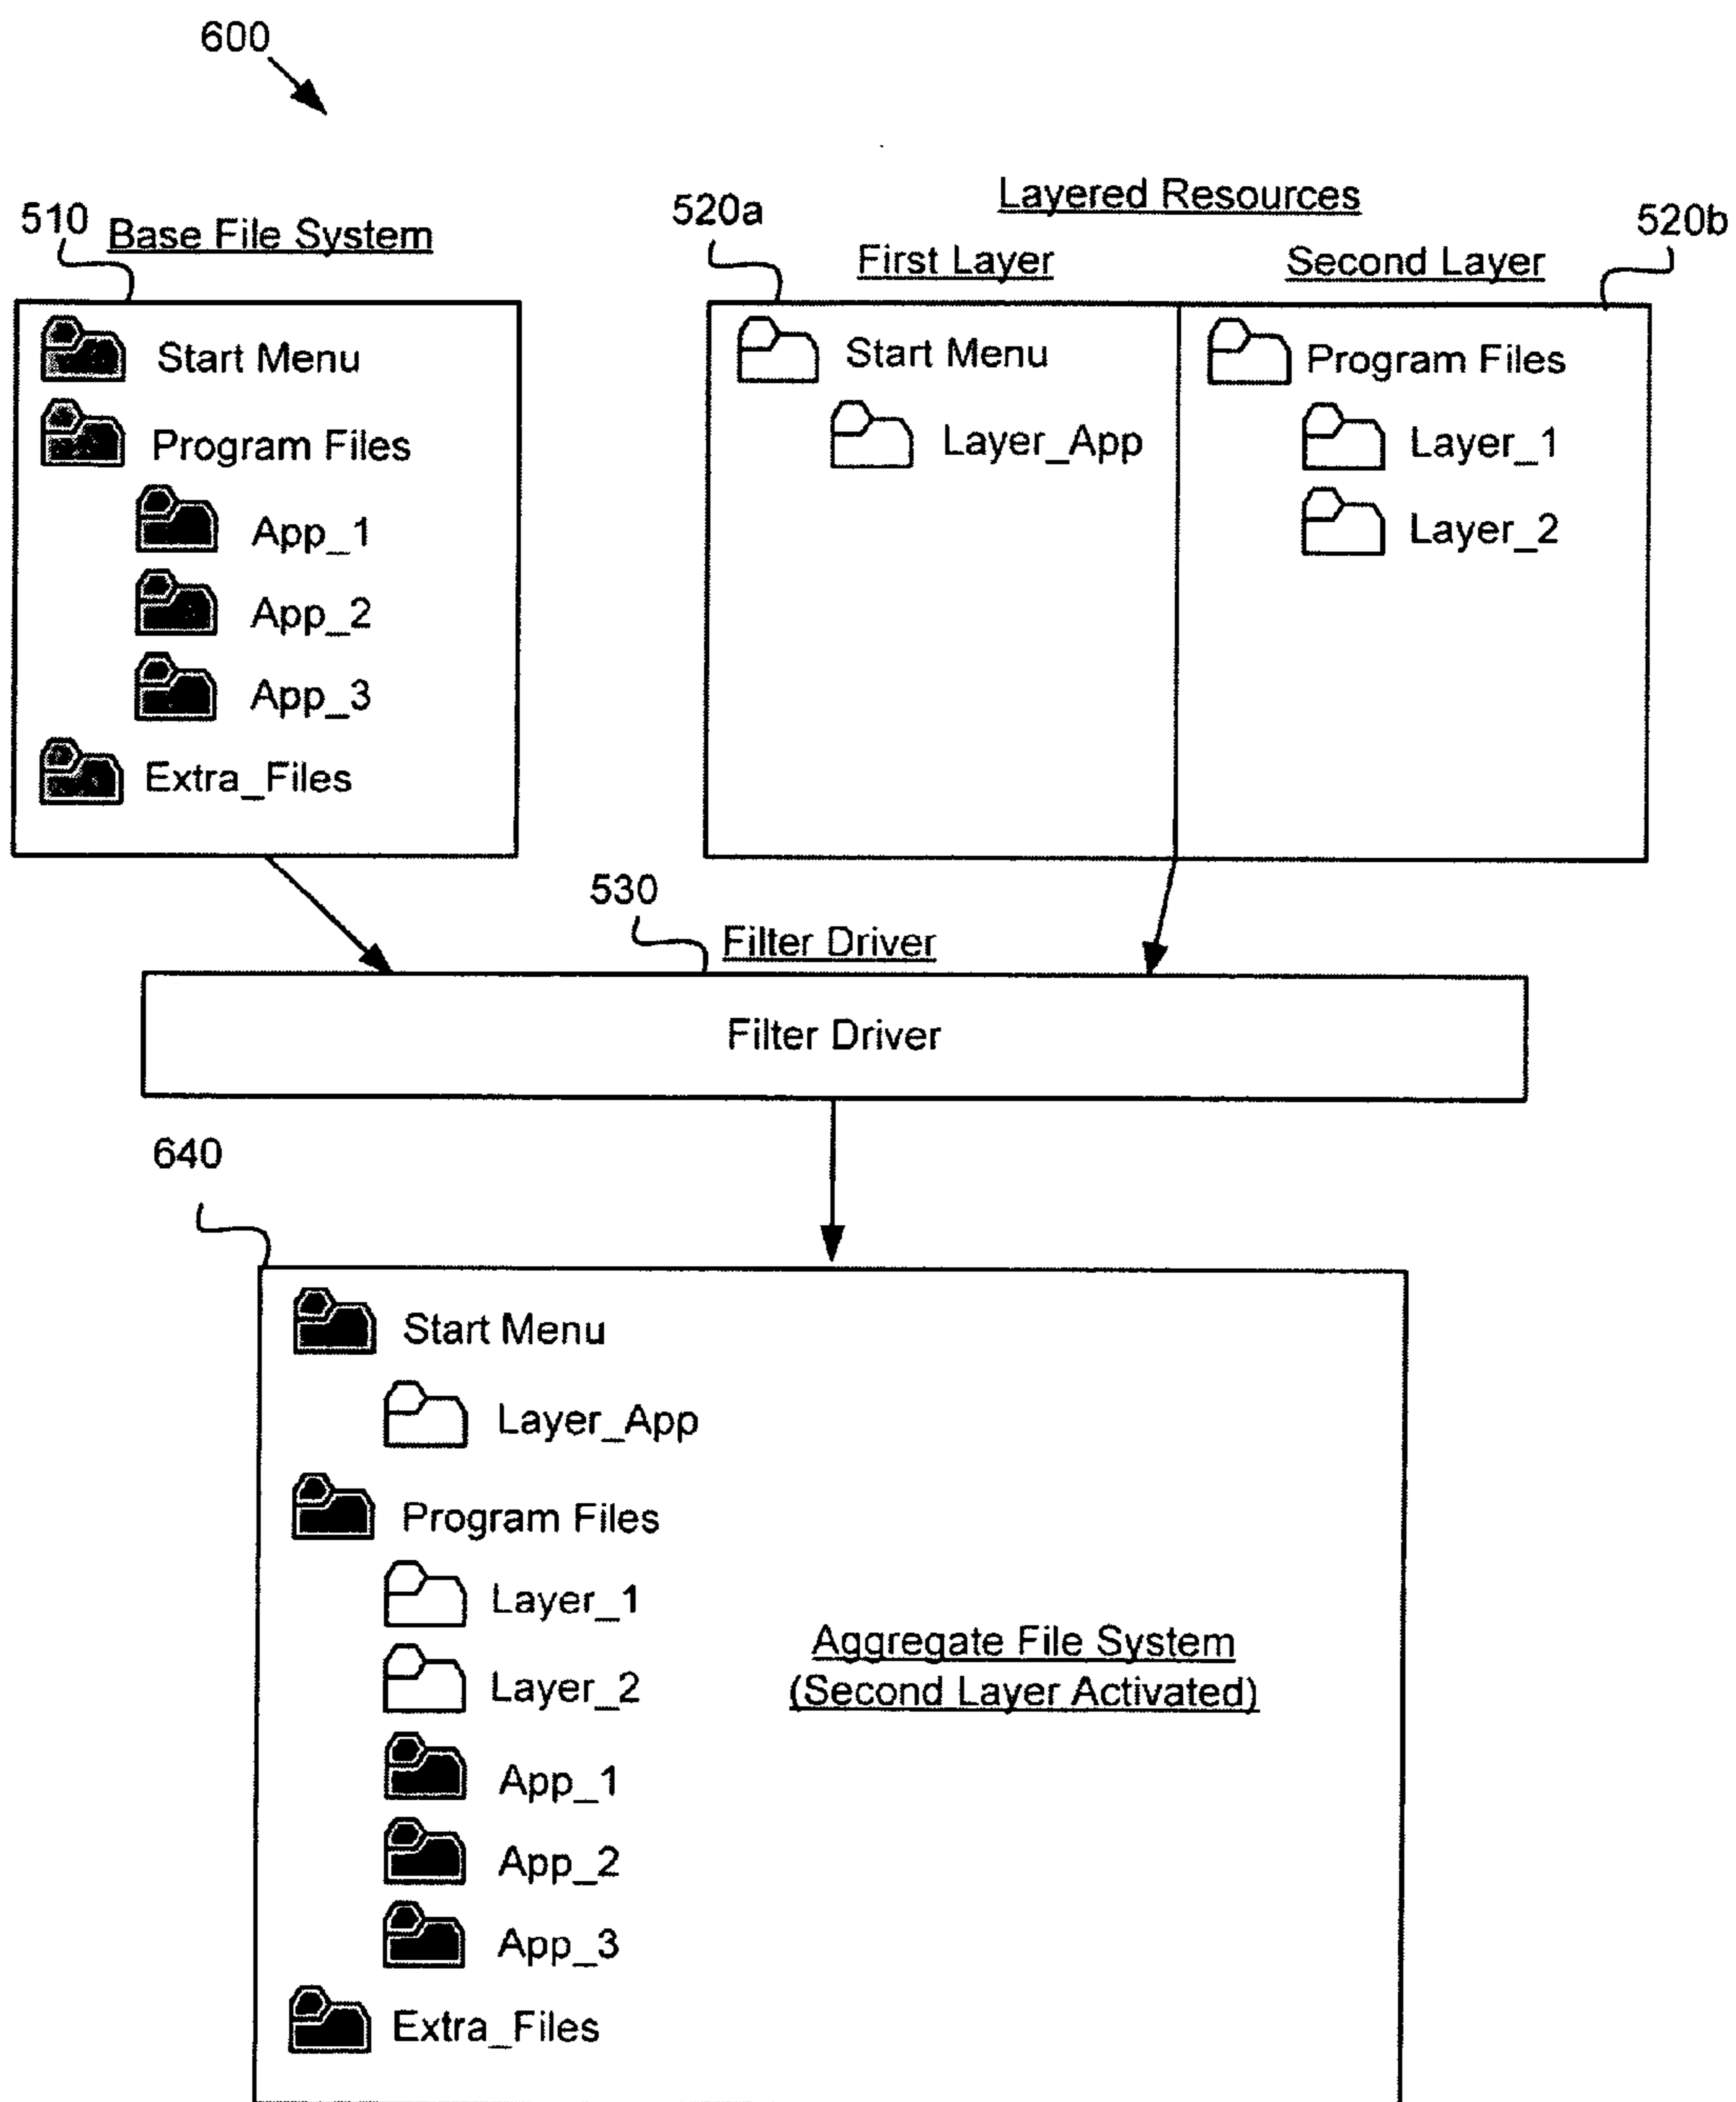 600
510
Base File System
Start Menu
Program Files
App_1
App_2
App_3
Extra_Files
Layered Resources
520a
First Layer
Second Layer
520b
Start Menu
Layer_App
Program Files
Layer_1
Layer_2
530
Filter Driver
Filter Driver
640
Start Menu
Layer_App
Program Files
Layer_1
Layer_2
App_1
App_2
App_3
Extra_Files
Aggregate File System
(Second Layer Activated)